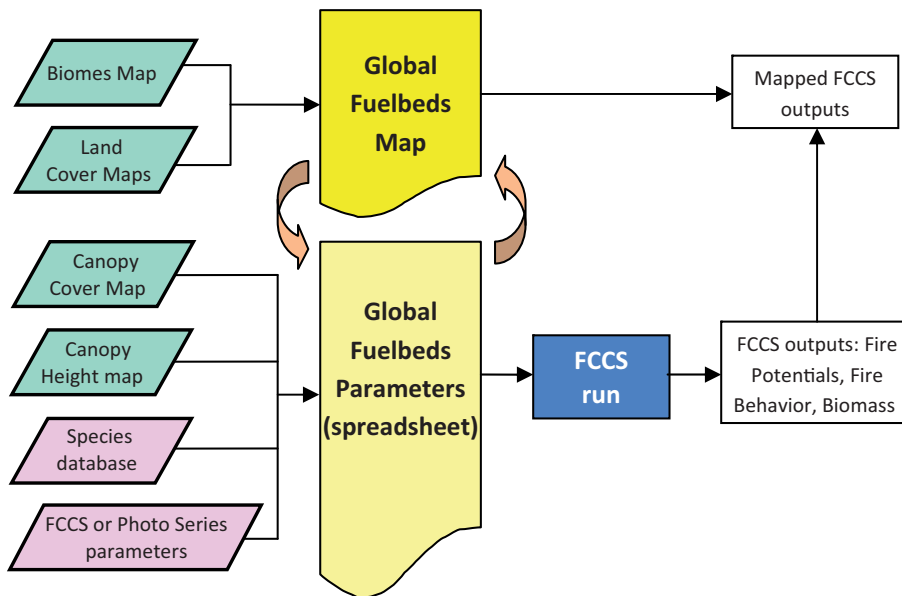 Biomes Map
Land
Cover Maps
Global
Fuelbeds
Map
Mapped FCCS
outputs
Canopy
Cover Map
Canopy
Height map
Species
database
FCCS or Photo Series
parameters
Global
Fuelbeds
Parameters
(spreadsheet)
FCCS
run
FCCS outputs: Fire
Potentials, Fire
Behavior, Biomass